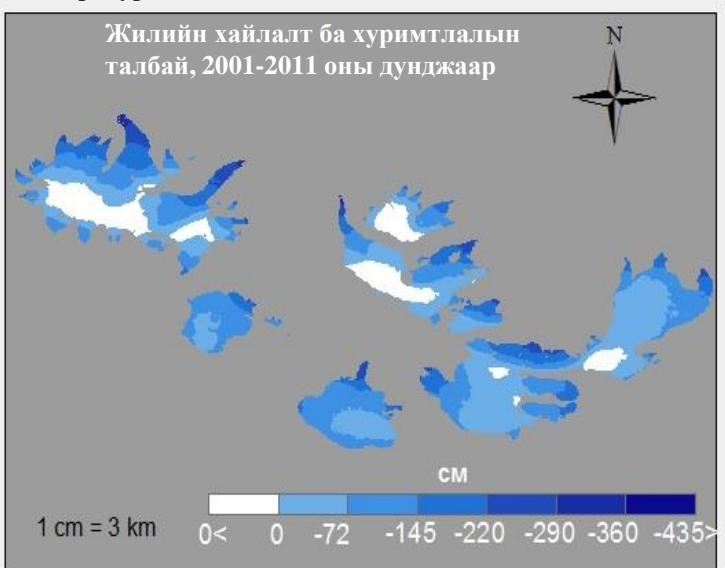 Жилийн хайлалт ба хуримтлалын
талбай, 2001-2011 оны дунджаар
N
см
1 cm = 3 km
0< 0 -72 -145 -220 -290 -360 -435>